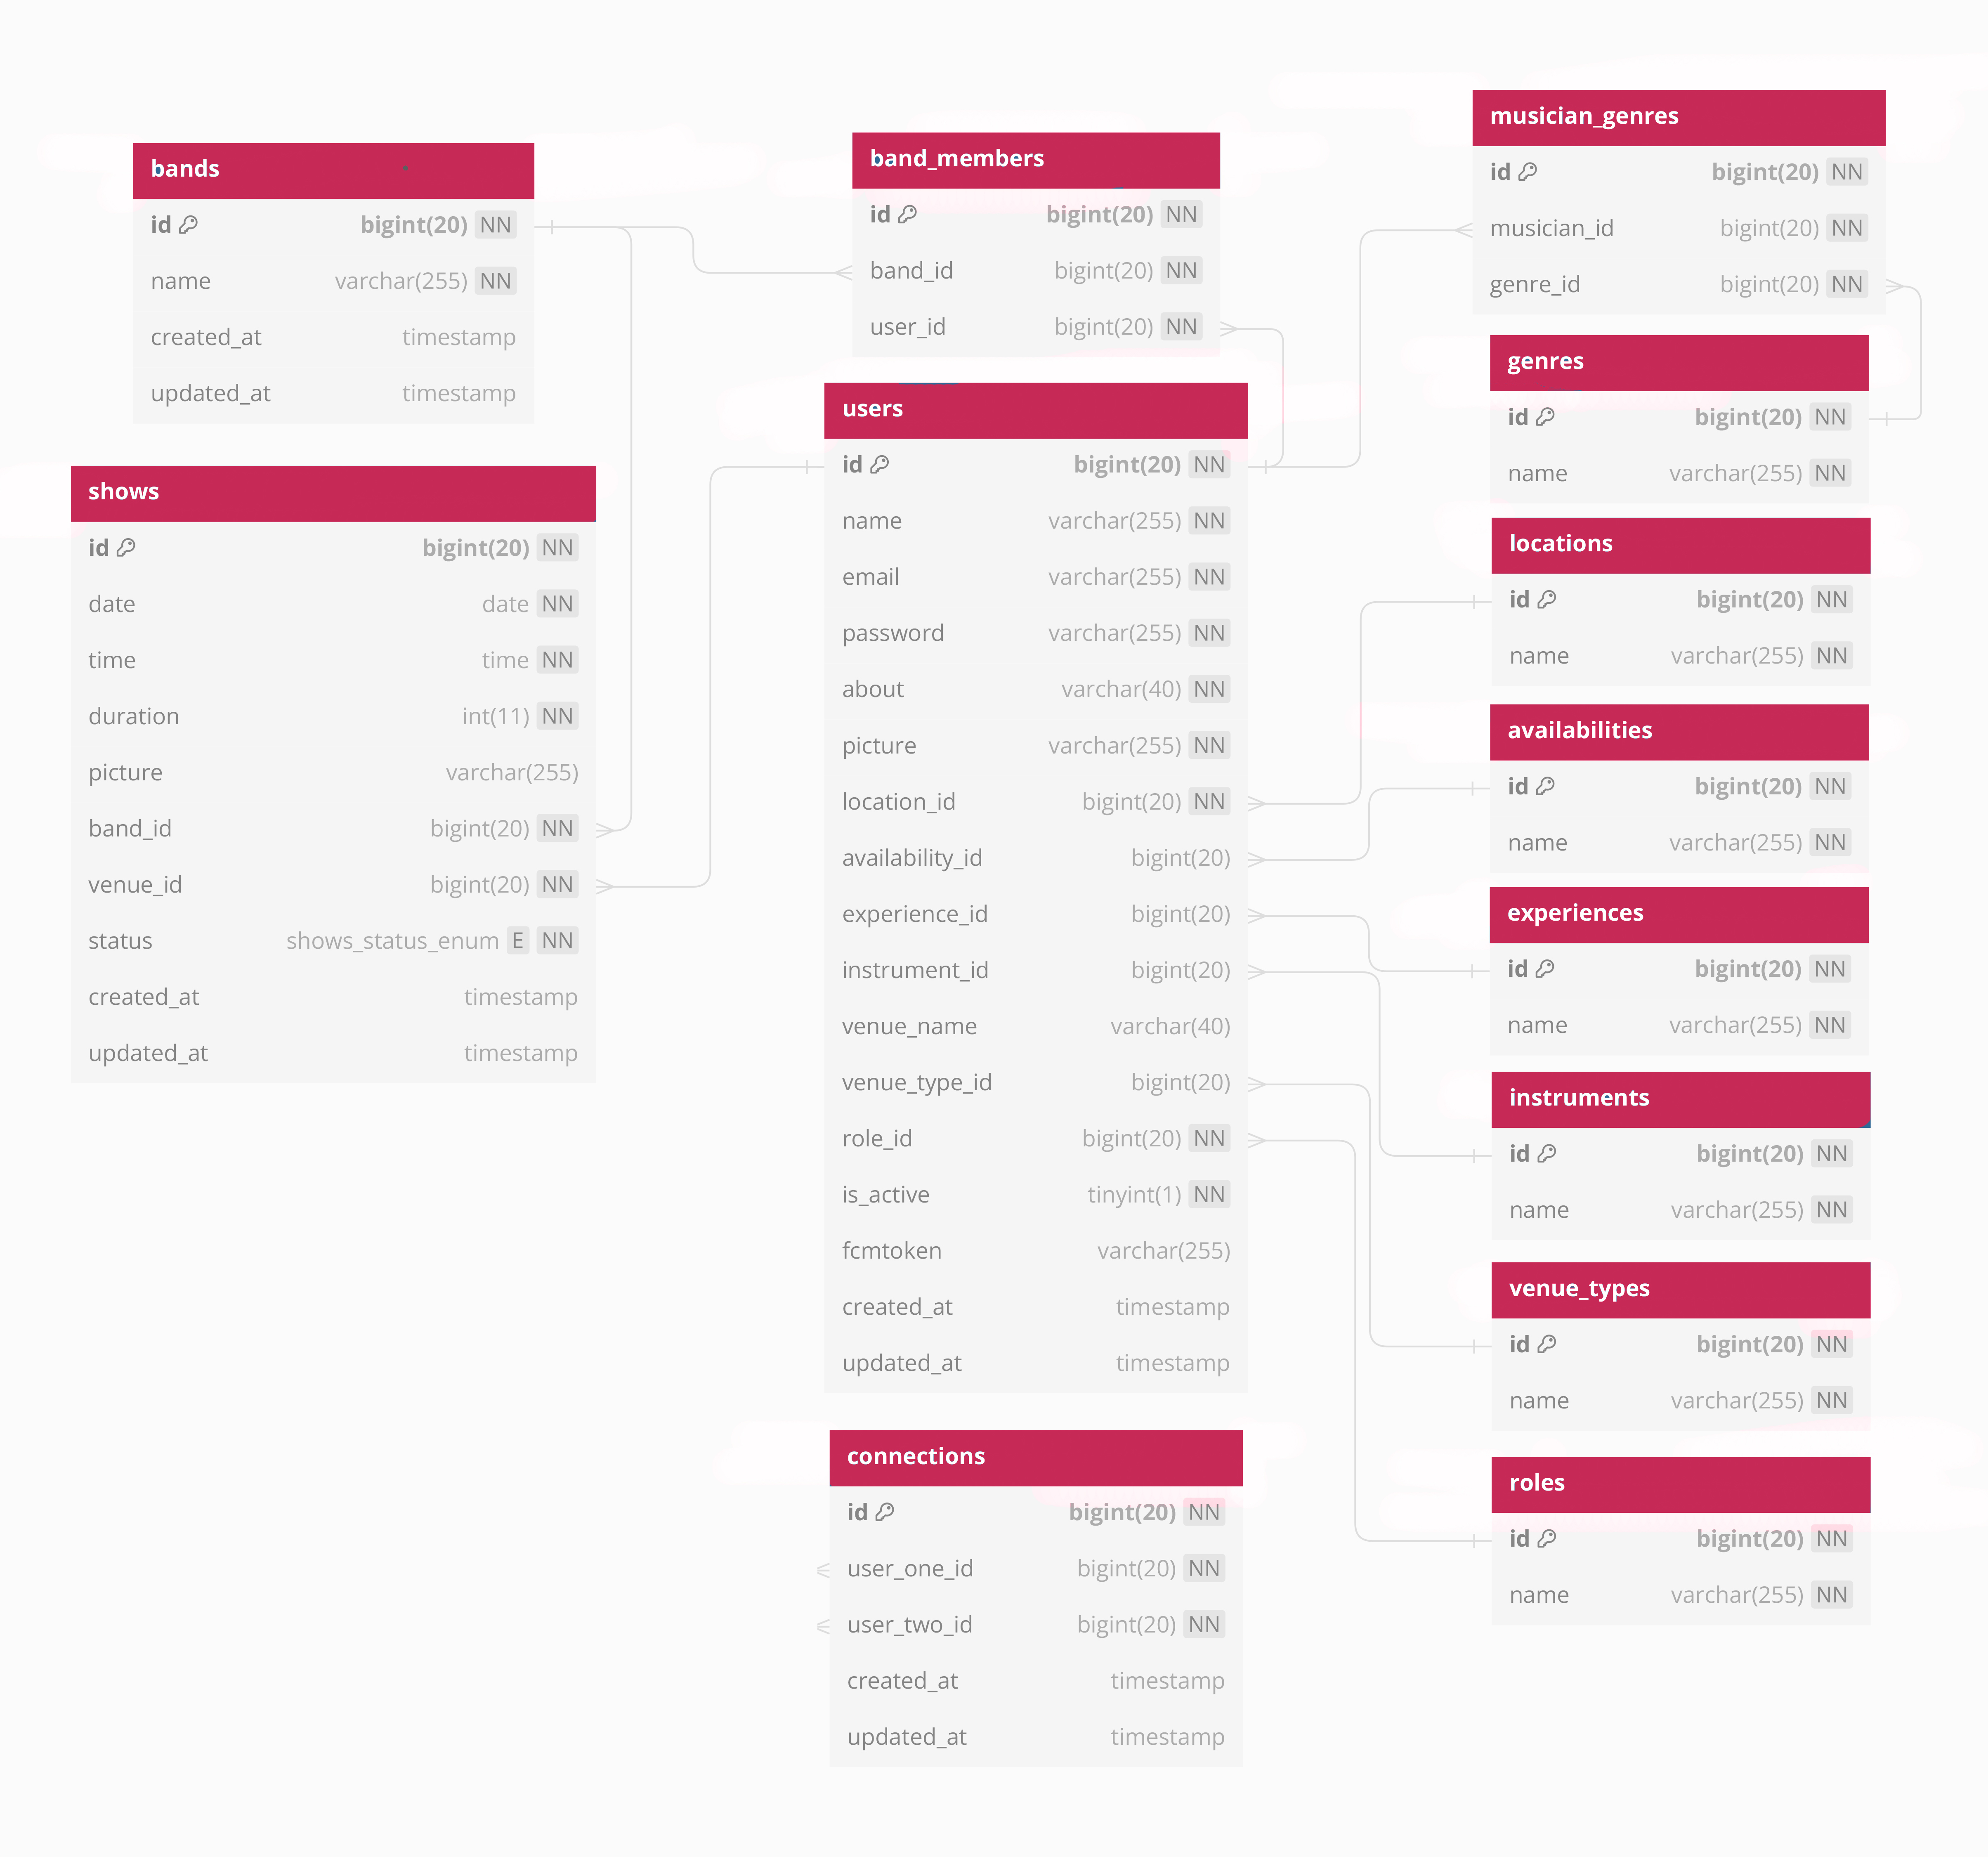 bands
id bigint(20) NN
name varchar(255) NN
created_at timestamp
updated_at timestamp
shows
id bigint(20) NN
date date NN
time time NN
duration int(11) NN
picture varchar(255)
band_id bigint(20) NN
venue_id bigint(20) NN
status shows_status_enum E NN
created_at timestamp
updated_at timestamp
band_members
id bigint(20) NN
band_id bigint(20) NN
user_id bigint(20) NN
users
id bigint(20) NN
name varchar(255) NN
email varchar(255) NN
password varchar(255) NN
about varchar(40) NN
picture varchar(255) NN
location_id bigint(20) NN
availability_id bigint(20)
experience_id bigint(20)
instrument_id bigint(20)
venue_name varchar(40)
venue_type_id bigint(20)
role_id bigint(20) NN
is_active tinyint(1) NN
fcmtoken varchar(255)
created_at timestamp
updated_at timestamp
connections
id bigint(20) NN
user_one_id bigint(20) NN
user_two_id bigint(20) NN
created_at timestamp
updated_at timestamp
musician_genres
id bigint(20) NN
musician_id bigint(20) NN
genre_id bigint(20) NN
genres
id bigint(20) NN
name varchar(255) NN
locations
id bigint(20) NN
name varchar(255) NN
availabilities
id bigint(20) NN
name varchar(255) NN
experiences
id bigint(20) NN
name varchar(255) NN
instruments
id bigint(20) NN
name varchar(255) NN
venue_types
id bigint(20) NN
name varchar(255) NN
roles
id bigint(20) NN
name varchar(255) NN